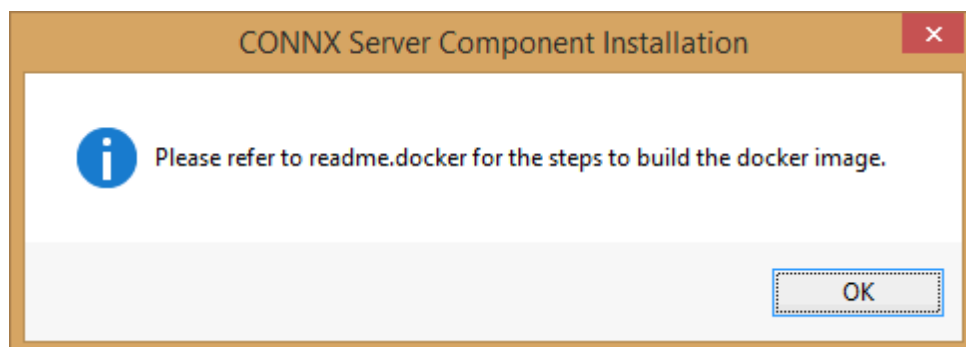 CONNX Server Component Installation
Please refer to readme.docker for the steps to build the docker image.
OK